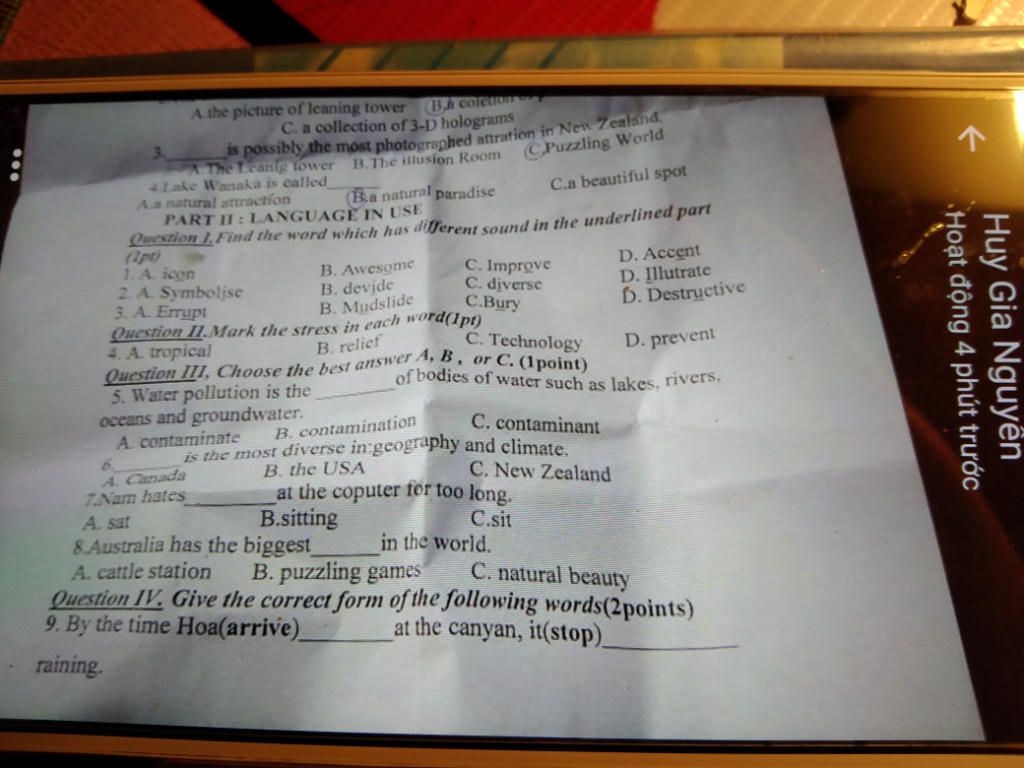 A.the picture of leaning tower B.a
C. a collection of 3-D holograms
3.______is possibly the most photographed attration in New Zealand.
A. The Leanig tower B.The illusion Room C.Puzzling World
4.Lake Wanaka is called______
A.a natural attraction B.a natural paradise C.a beautiful spot
PART II : LANGUAGE IN USE
Question I.Find the word which has different sound in the underlined part
(1pt)
1. A. icon B. Awesome C. Improve D. Accent
2. A. Symbolise B. devide C. diverse D. Illutrate
3. A. Errupt B. Mudslide C.Bury D. Destructive
Question II.Mark the stress in each word(1pt)
4. A. tropical B. relief C. Technology D. prevent
Question III, Choose the best answer A, B , or C. (1point)
5. Water pollution is the ________ of bodies of water such as lakes, rivers,
oceans and groundwater.
A. contaminate B. contamination C. contaminant
6.______ is the most diverse in:geography and climate.
A. Canada B. the USA C. New Zealand
7.Nam hates________at the coputer for too long.
A. sat B.sitting C.sit
8.Australia has the biggest______in the world.
A. cattle station B. puzzling games C. natural beauty
Question IV. Give the correct form of the following words(2points)
9. By the time Hoa(arrive)________at the canyan, it(stop)____________
raining.
Huy Gia Nguyễn
Hoạt động 4 phút trước